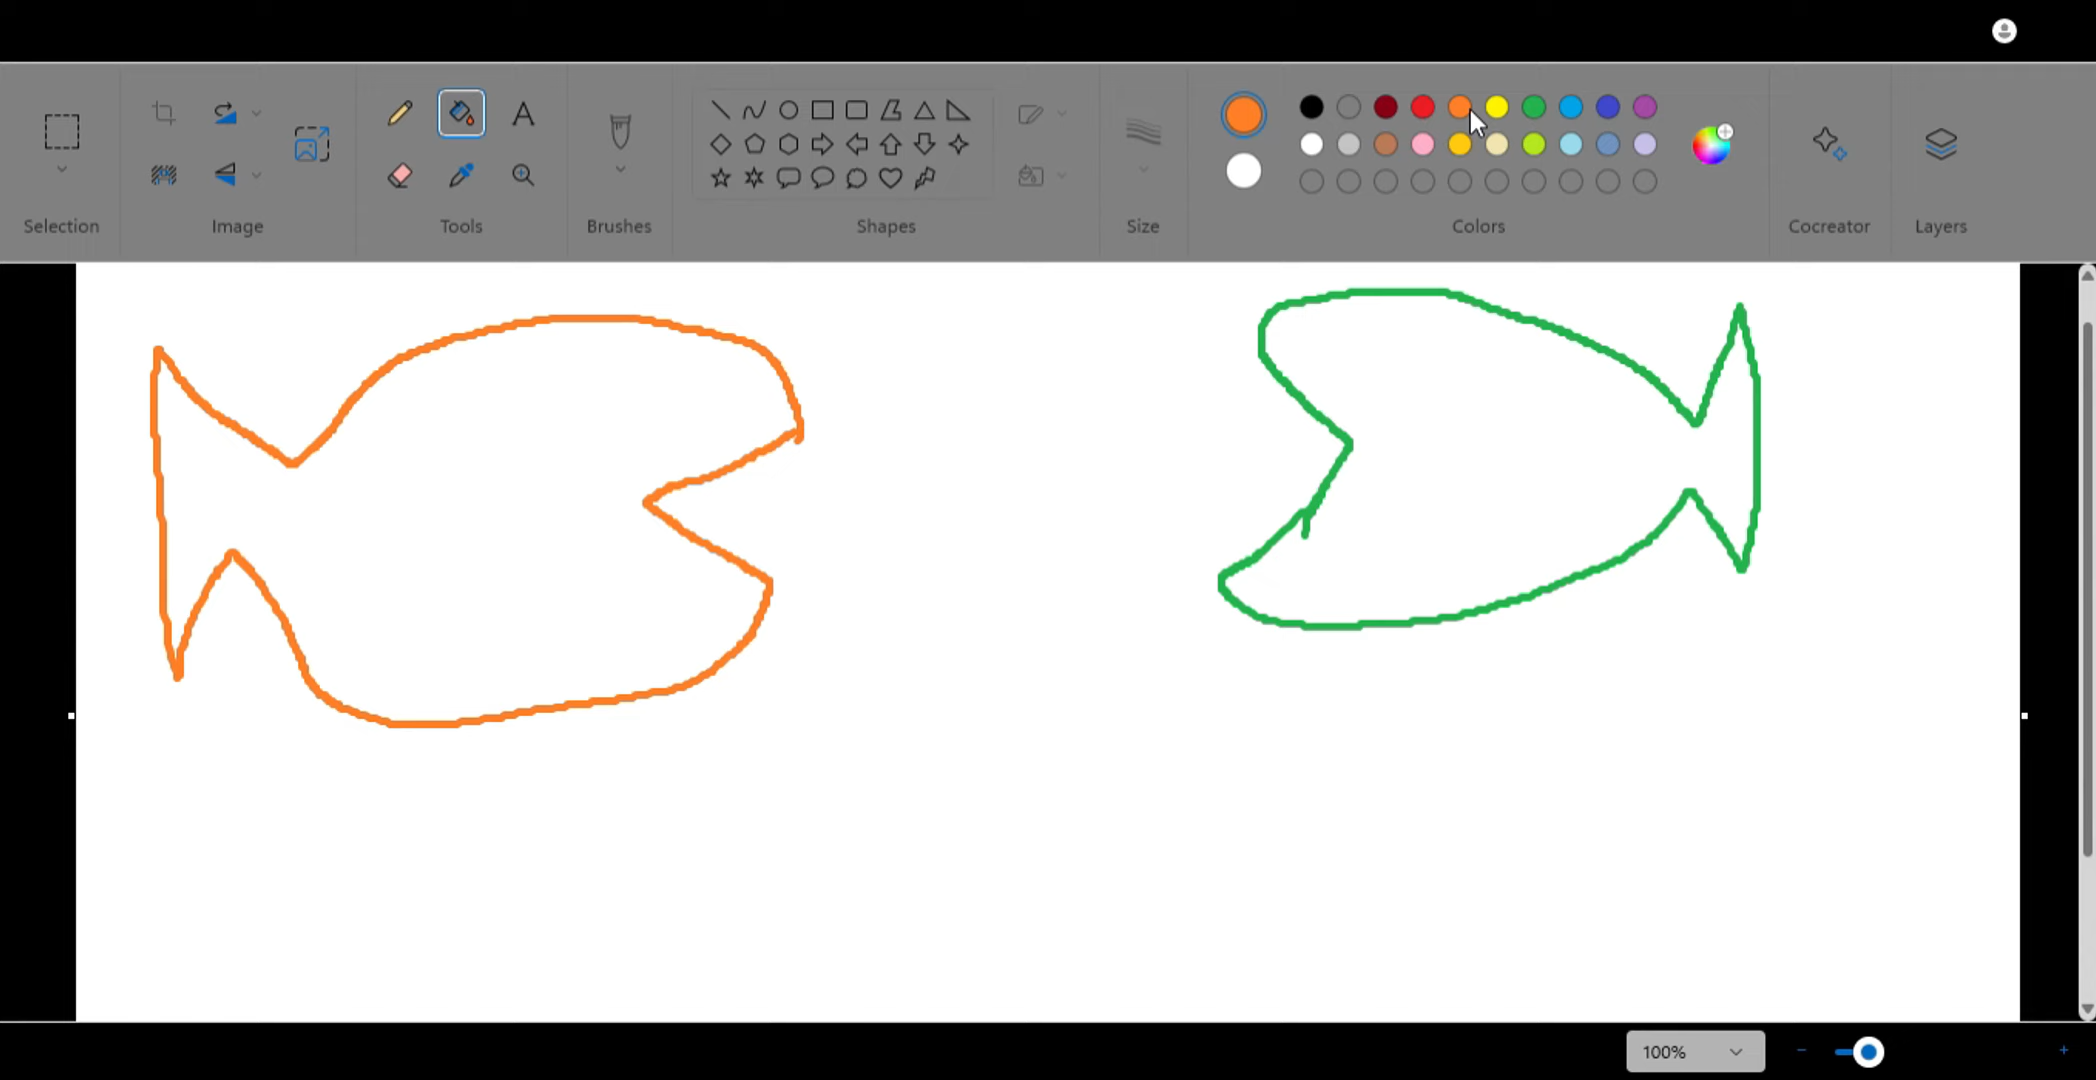 Selection
Image
Tools
Brushes
Shapes
Size
Colors
Cocreator
Layers
100%